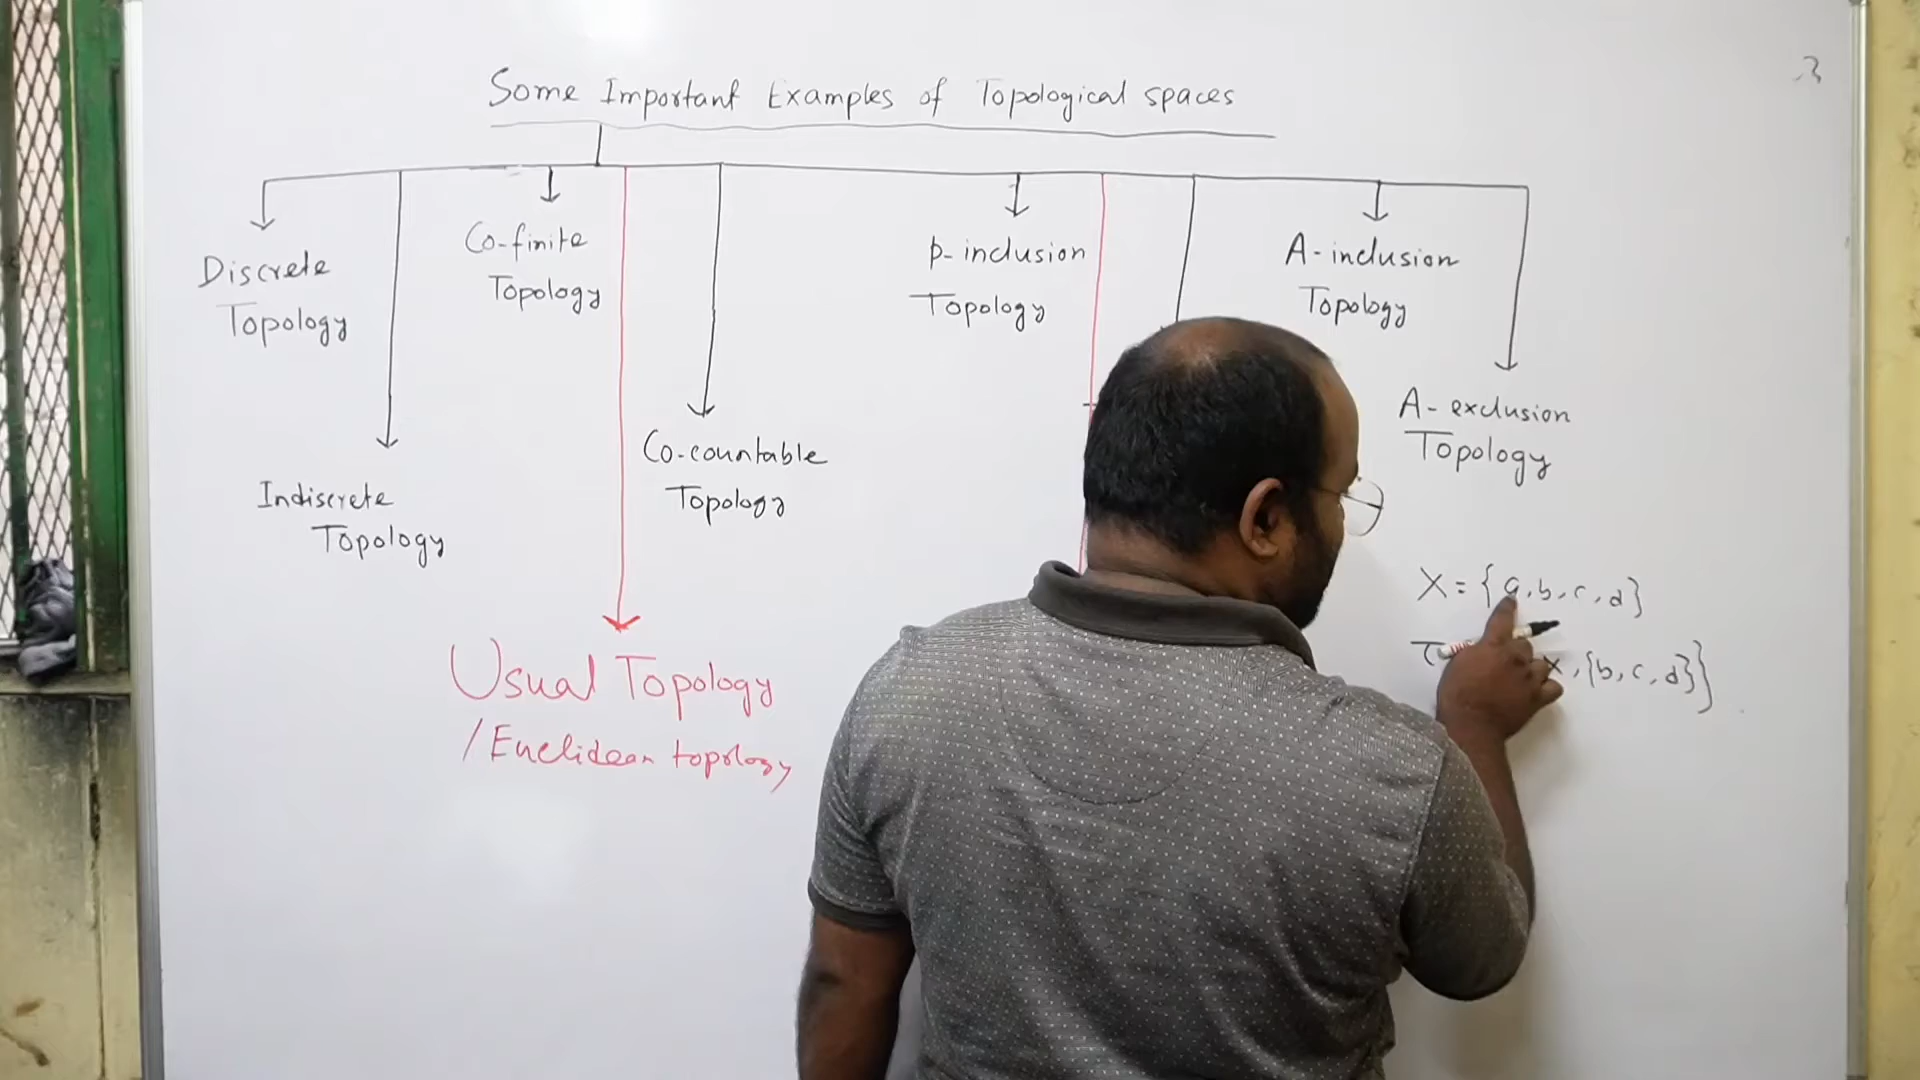 Some Important Examples of Topological spaces
Discrete
Topology
Indiscrete
Topology
Co-finite
Topology
Usual Topology
/Euclidean topology
Co-countable
Topology
p-inclusion
Topology
A-inclusion
Topology
A-exclusion
Topology
X = {a, b, c, d}
X, {b, c, d}}